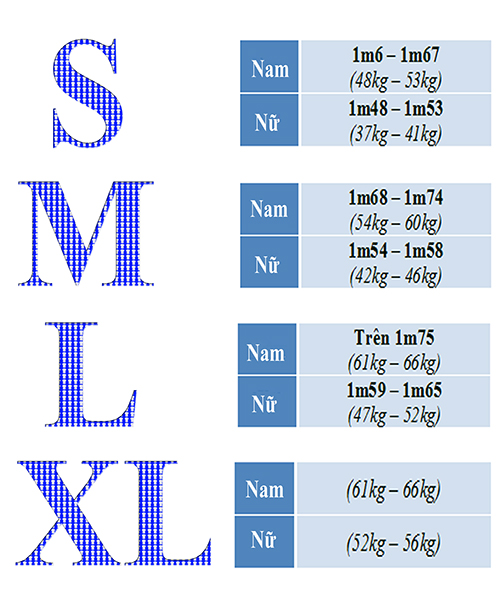 S
Nam
1m6 – 1m67
(48kg – 53kg)
Nữ
1m48 – 1m53
(37kg – 41kg)
M
Nam
1m68 – 1m74
(54kg – 60kg)
Nữ
1m54 – 1m58
(42kg – 46kg)
L
Nam
Trên 1m75
(61kg – 66kg)
Nữ
1m59 – 1m65
(47kg – 52kg)
XL
Nam
(61kg – 66kg)
Nữ
(52kg – 56kg)